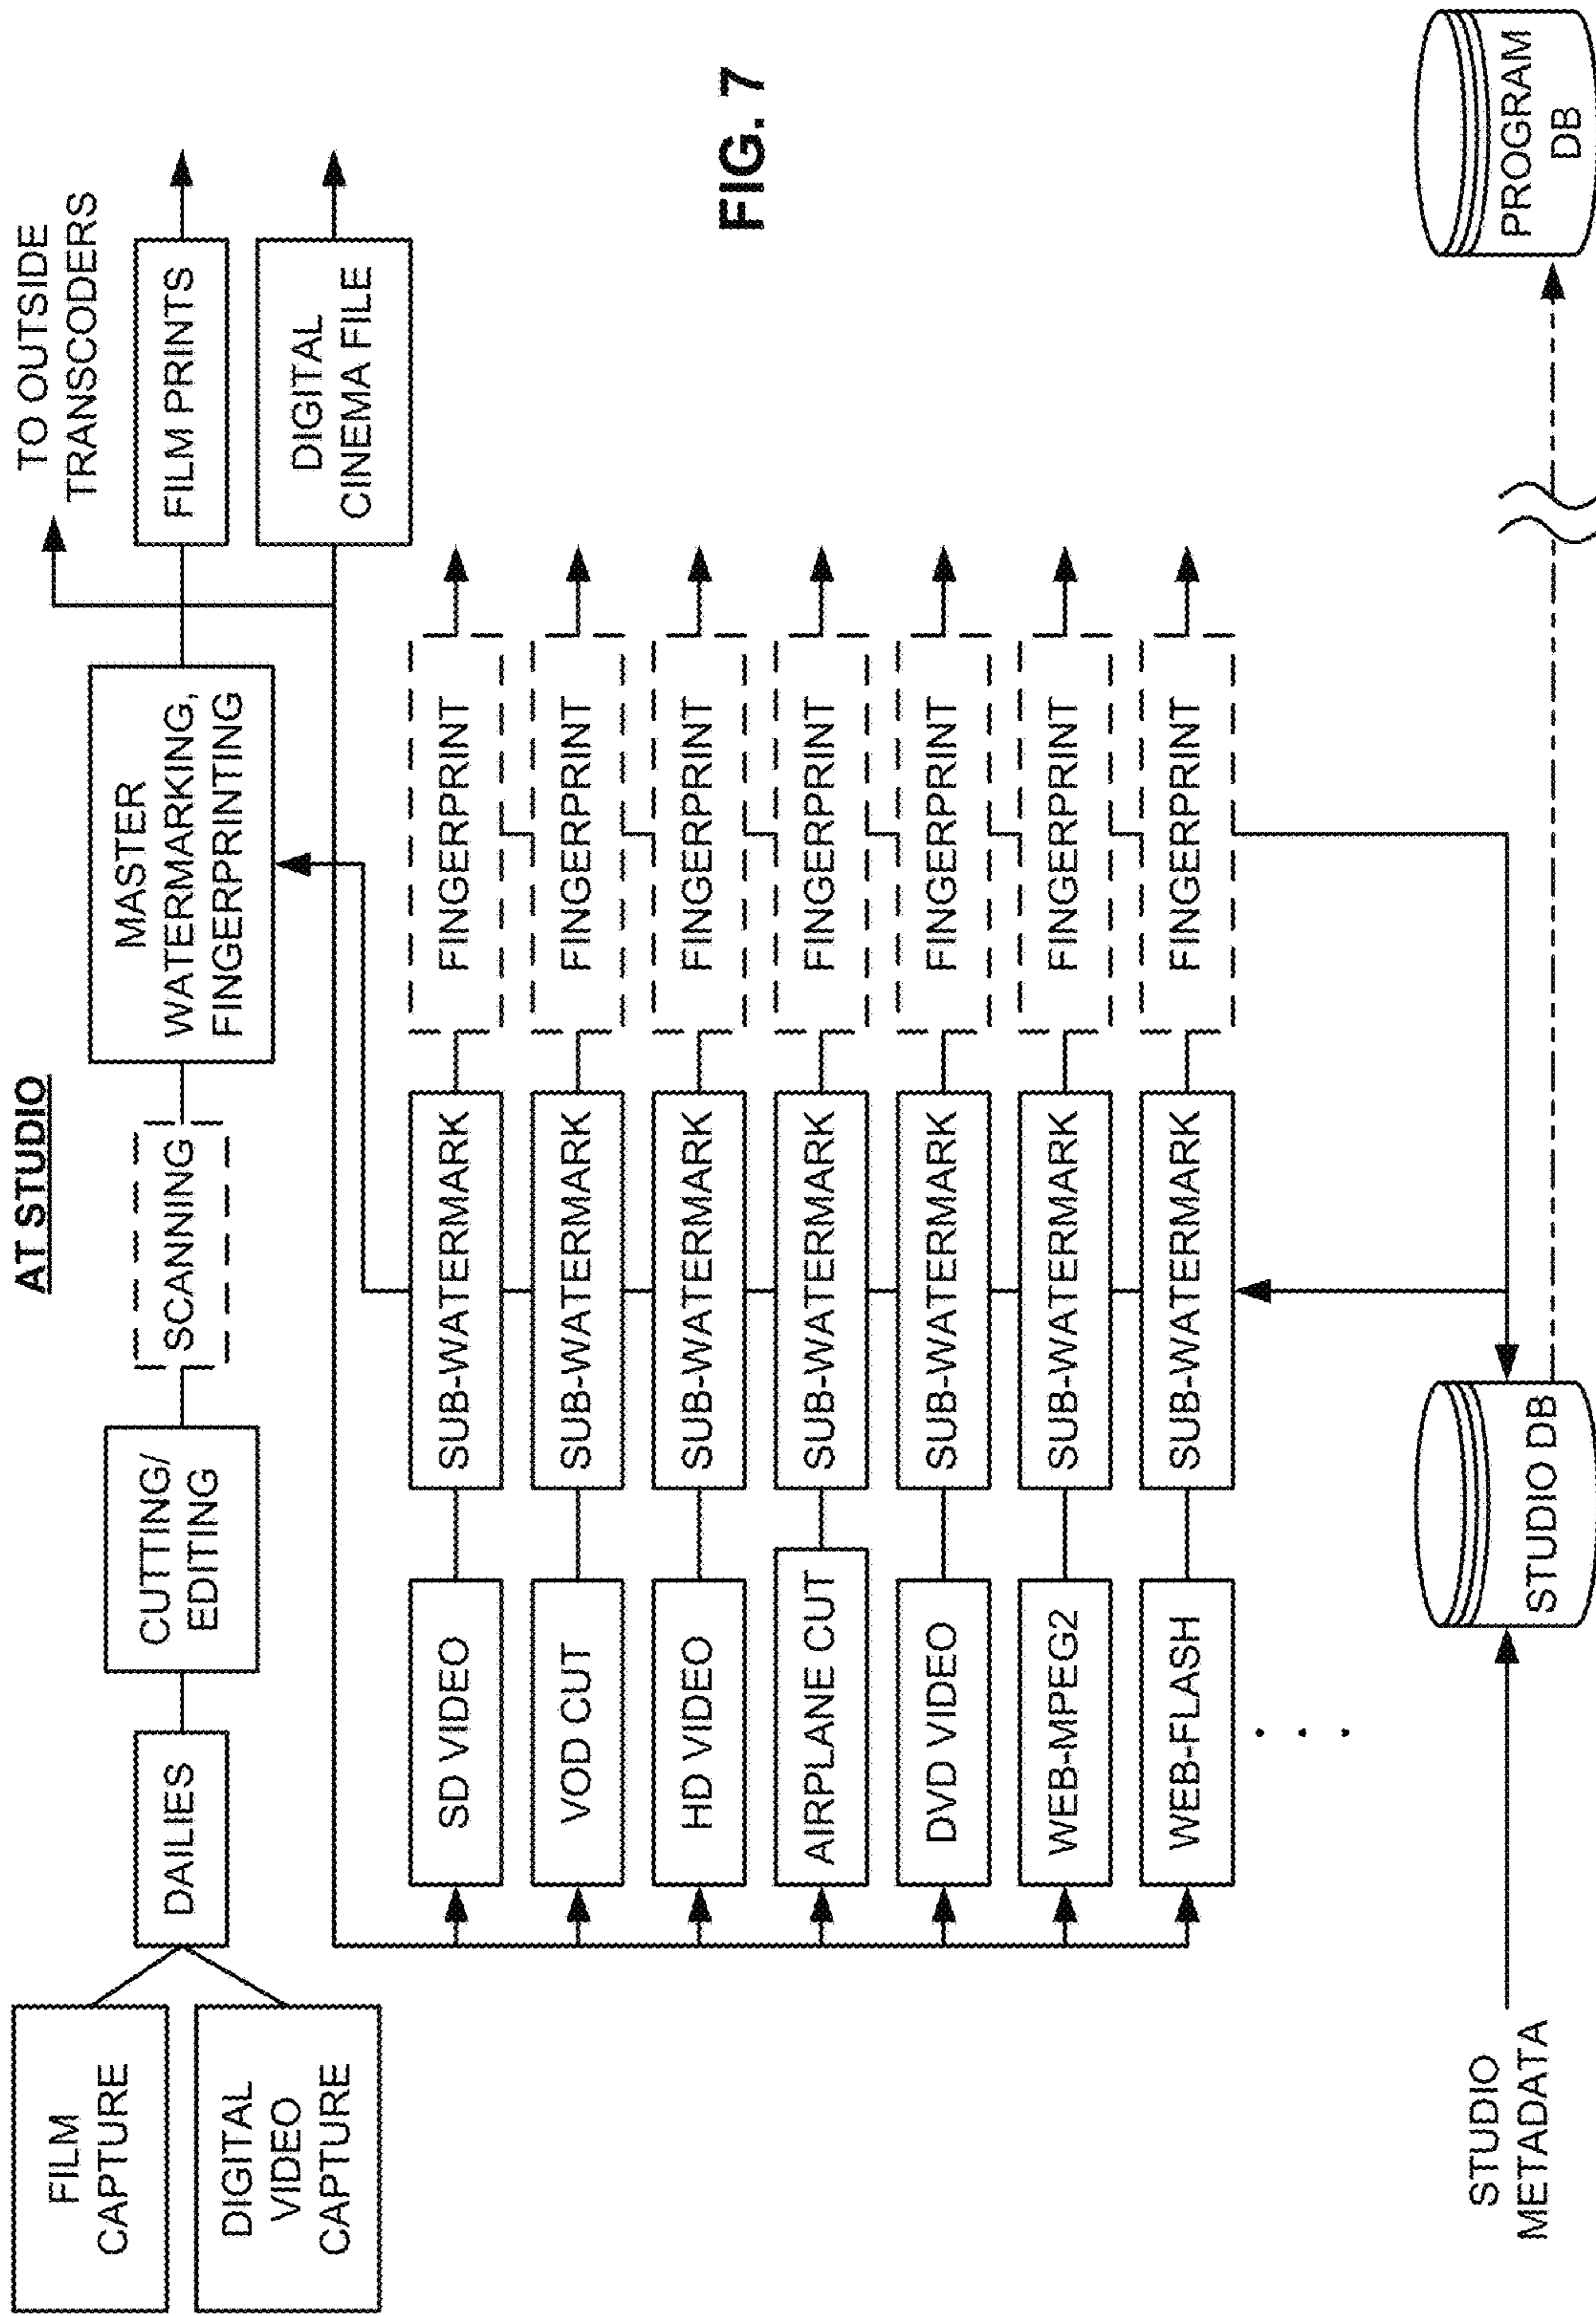 AT STUDIO
FILM
CAPTURE
DIGITAL
VIDEO
CAPTURE
DAILIES
CUTTING/
EDITING
SCANNING
MASTER
WATERMARKING,
FINGERPRINTING
TO OUTSIDE
TRANSCODERS
FILM PRINTS
DIGITAL
CINEMA FILE
SD VIDEO
SUB-WATERMARK
FINGERPRINT
VOD CUT
SUB-WATERMARK
FINGERPRINT
HD VIDEO
SUB-WATERMARK
FINGERPRINT
AIRPLANE CUT
SUB-WATERMARK
FINGERPRINT
DVD VIDEO
SUB-WATERMARK
FINGERPRINT
WEB-MPEG2
SUB-WATERMARK
FINGERPRINT
WEB-FLASH
SUB-WATERMARK
FINGERPRINT
. . .
FIG. 7
STUDIO
METADATA
STUDIO DB
PROGRAM
DB